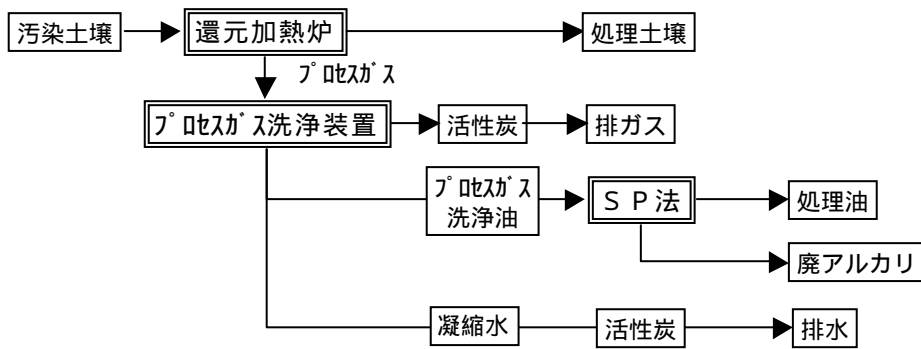 汚染土壌
還元加熱炉
処理土壌
ﾌﾟﾛｾｽｶﾞｽ
ﾌﾟﾛｾｽｶﾞｽ洗浄装置
活性炭
排ガス
ﾌﾟﾛｾｽｶﾞｽ
洗浄油
ＳＰ法
処理油
廃アルカリ
凝縮水
活性炭
排水